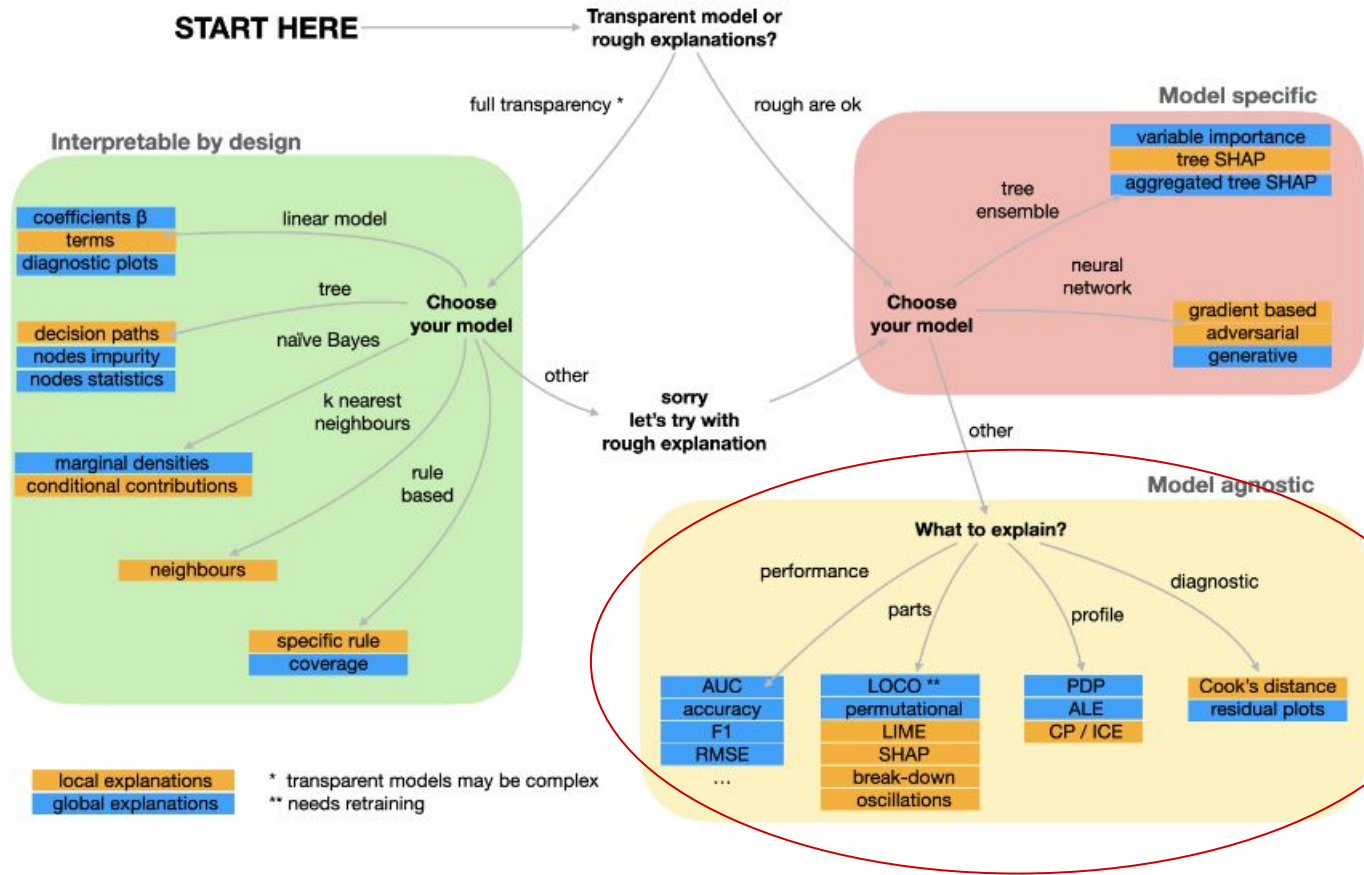 START HERE
Transparent model or
rough explanations?
full transparency *
rough are ok
Model specific
variable importance
tree SHAP
aggregated tree SHAP
tree
ensemble
neural
network
gradient based
adversarial
generative
Choose
your model
other
Interpretable by design
coefficients β
terms
diagnostic plots
linear model
tree
decision paths
nodes impurity
nodes statistics
naïve Bayes
Choose
your model
k nearest
neighbours
other
sorry
let's try with
rough explanation
marginal densities
conditional contributions
rule
based
neighbours
specific rule
coverage
Model agnostic
What to explain?
performance
parts
profile
diagnostic
AUC
accuracy
F1
RMSE
...
LOCO **
permutational
LIME
SHAP
break-down
oscillations
PDP
ALE
CP / ICE
Cook's distance
residual plots
local explanations
global explanations
* transparent models may be complex
** needs retraining